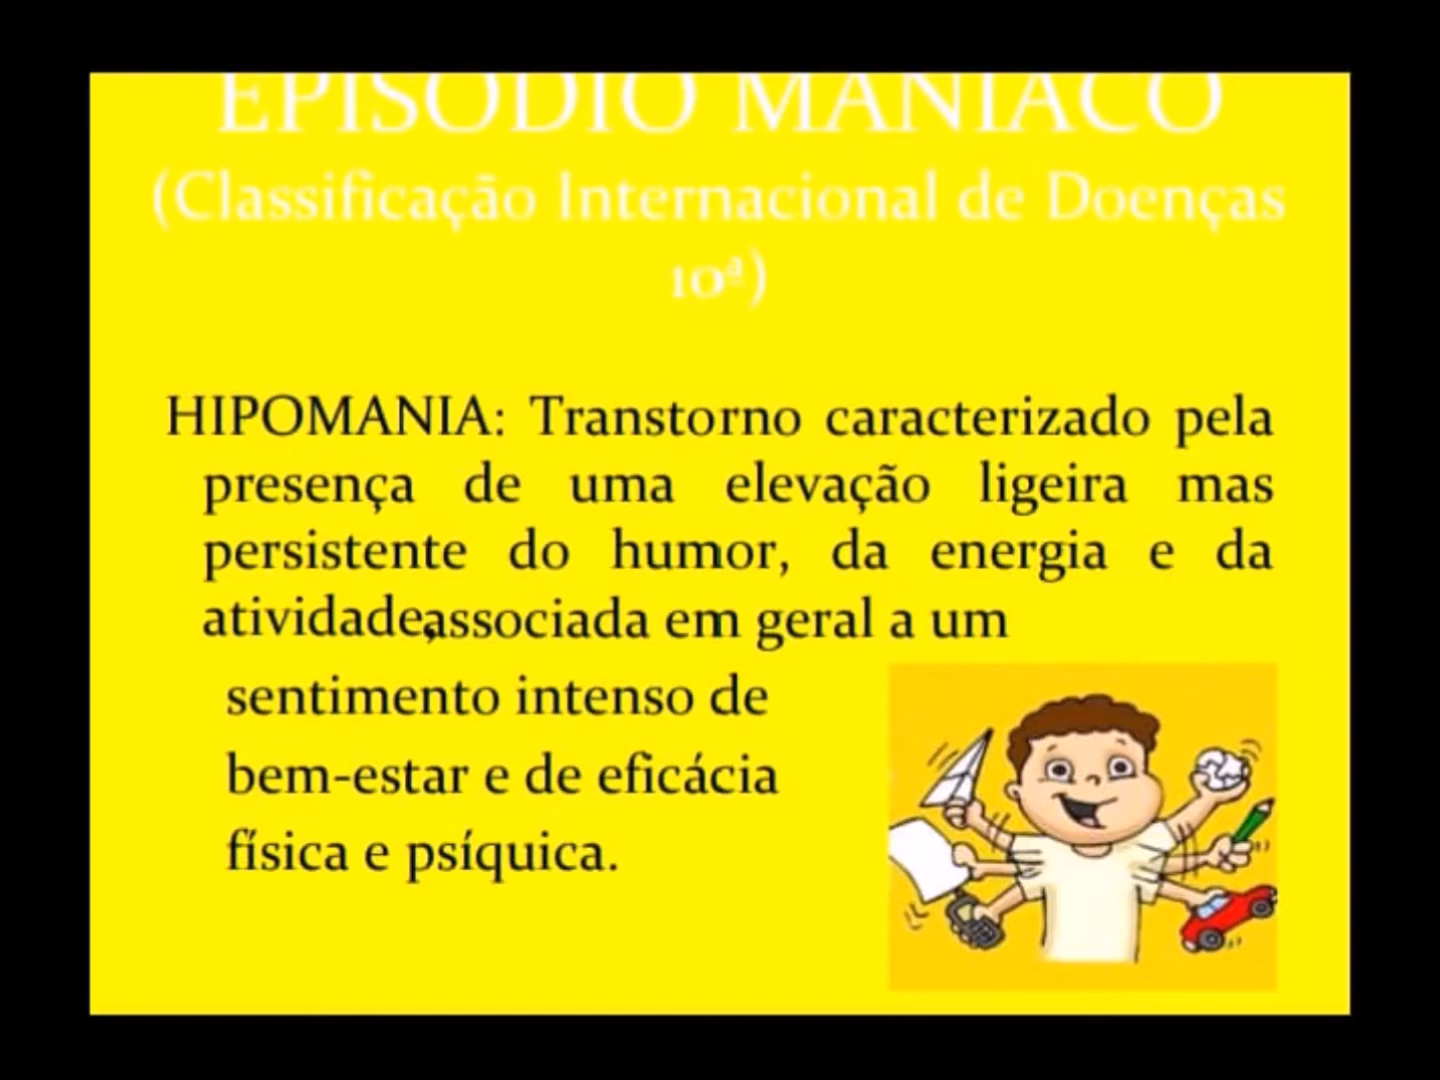 EPISÓDIO MANÍACO
(Classificação Internacional de Doenças
10ª)
HIPOMANIA: Transtorno caracterizado pela
presença de uma elevação ligeira mas
persistente do humor, da energia e da
atividade,associada em geral a um
sentimento intenso de
bem-estar e de eficácia
física e psíquica.